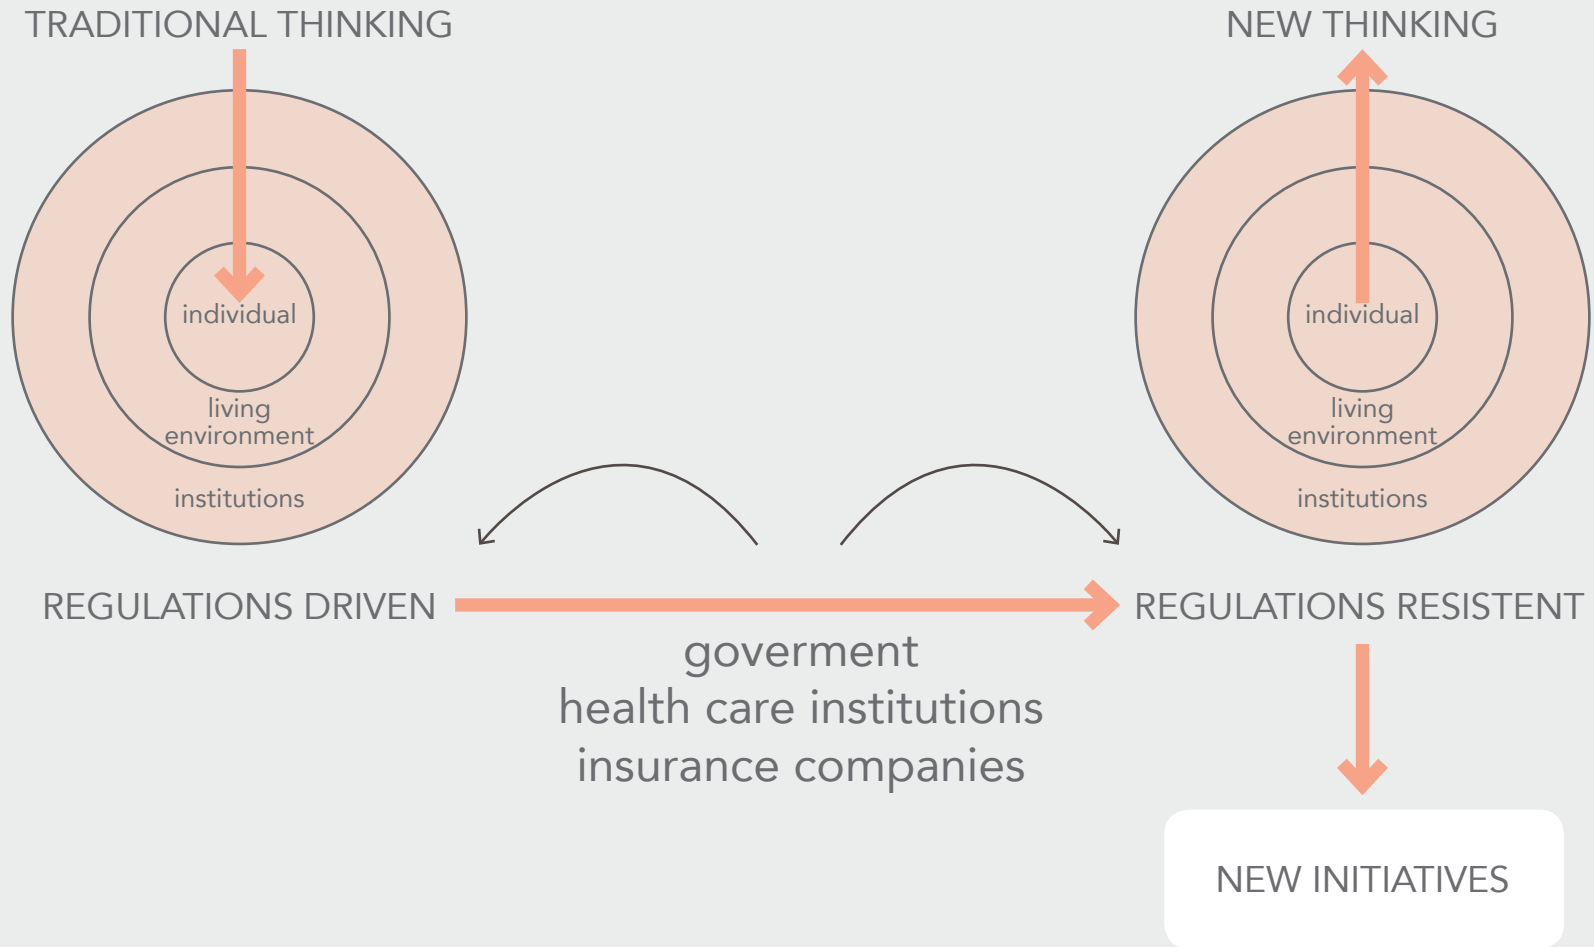 TRADITIONAL THINKING
individual
living
environment
institutions
NEW THINKING
individual
living
environment
institutions
REGULATIONS DRIVEN
REGULATIONS RESISTENT
goverment
health care institutions
insurance companies
NEW INITIATIVES